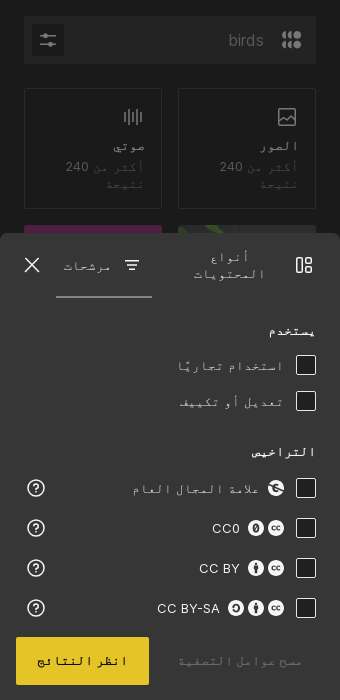 birds
الصور
أكثر من 240
نتيجة
صوتي
أكثر من 240
نتيجة
أنواع
المحتويات
مرشحات
يستخدم
استخدام تجاريًا
تعديل أو تكييف
التراخيص
علامة المجال العام
CC0
CC BY
CC BY-SA
مسح عوامل التصفية
انظر النتائج